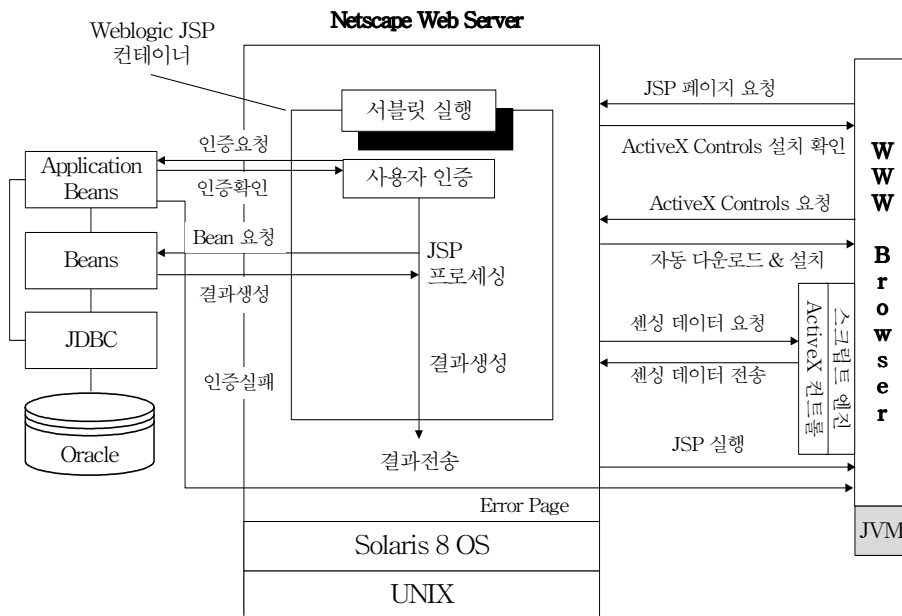 Netscape Web Server
Weblogic JSP
컨테이너
서블릿 실행
인증요청
Application
Beans
인증확인
사용자 인증
Bean 요청
Beans
JSP
프로세싱
결과생성
JDBC
결과생성
인증실패
Oracle
결과전송
Error Page
Solaris 8 OS
UNIX
JSP 페이지 요청
ActiveX Controls 설치 확인
ActiveX Controls 요청
자동 다운로드 & 설치
센싱 데이터 요청
센싱 데이터 전송
JSP 실행
스크립트 엔진
ActiveX 컨트롤
WWW Browser
JVM